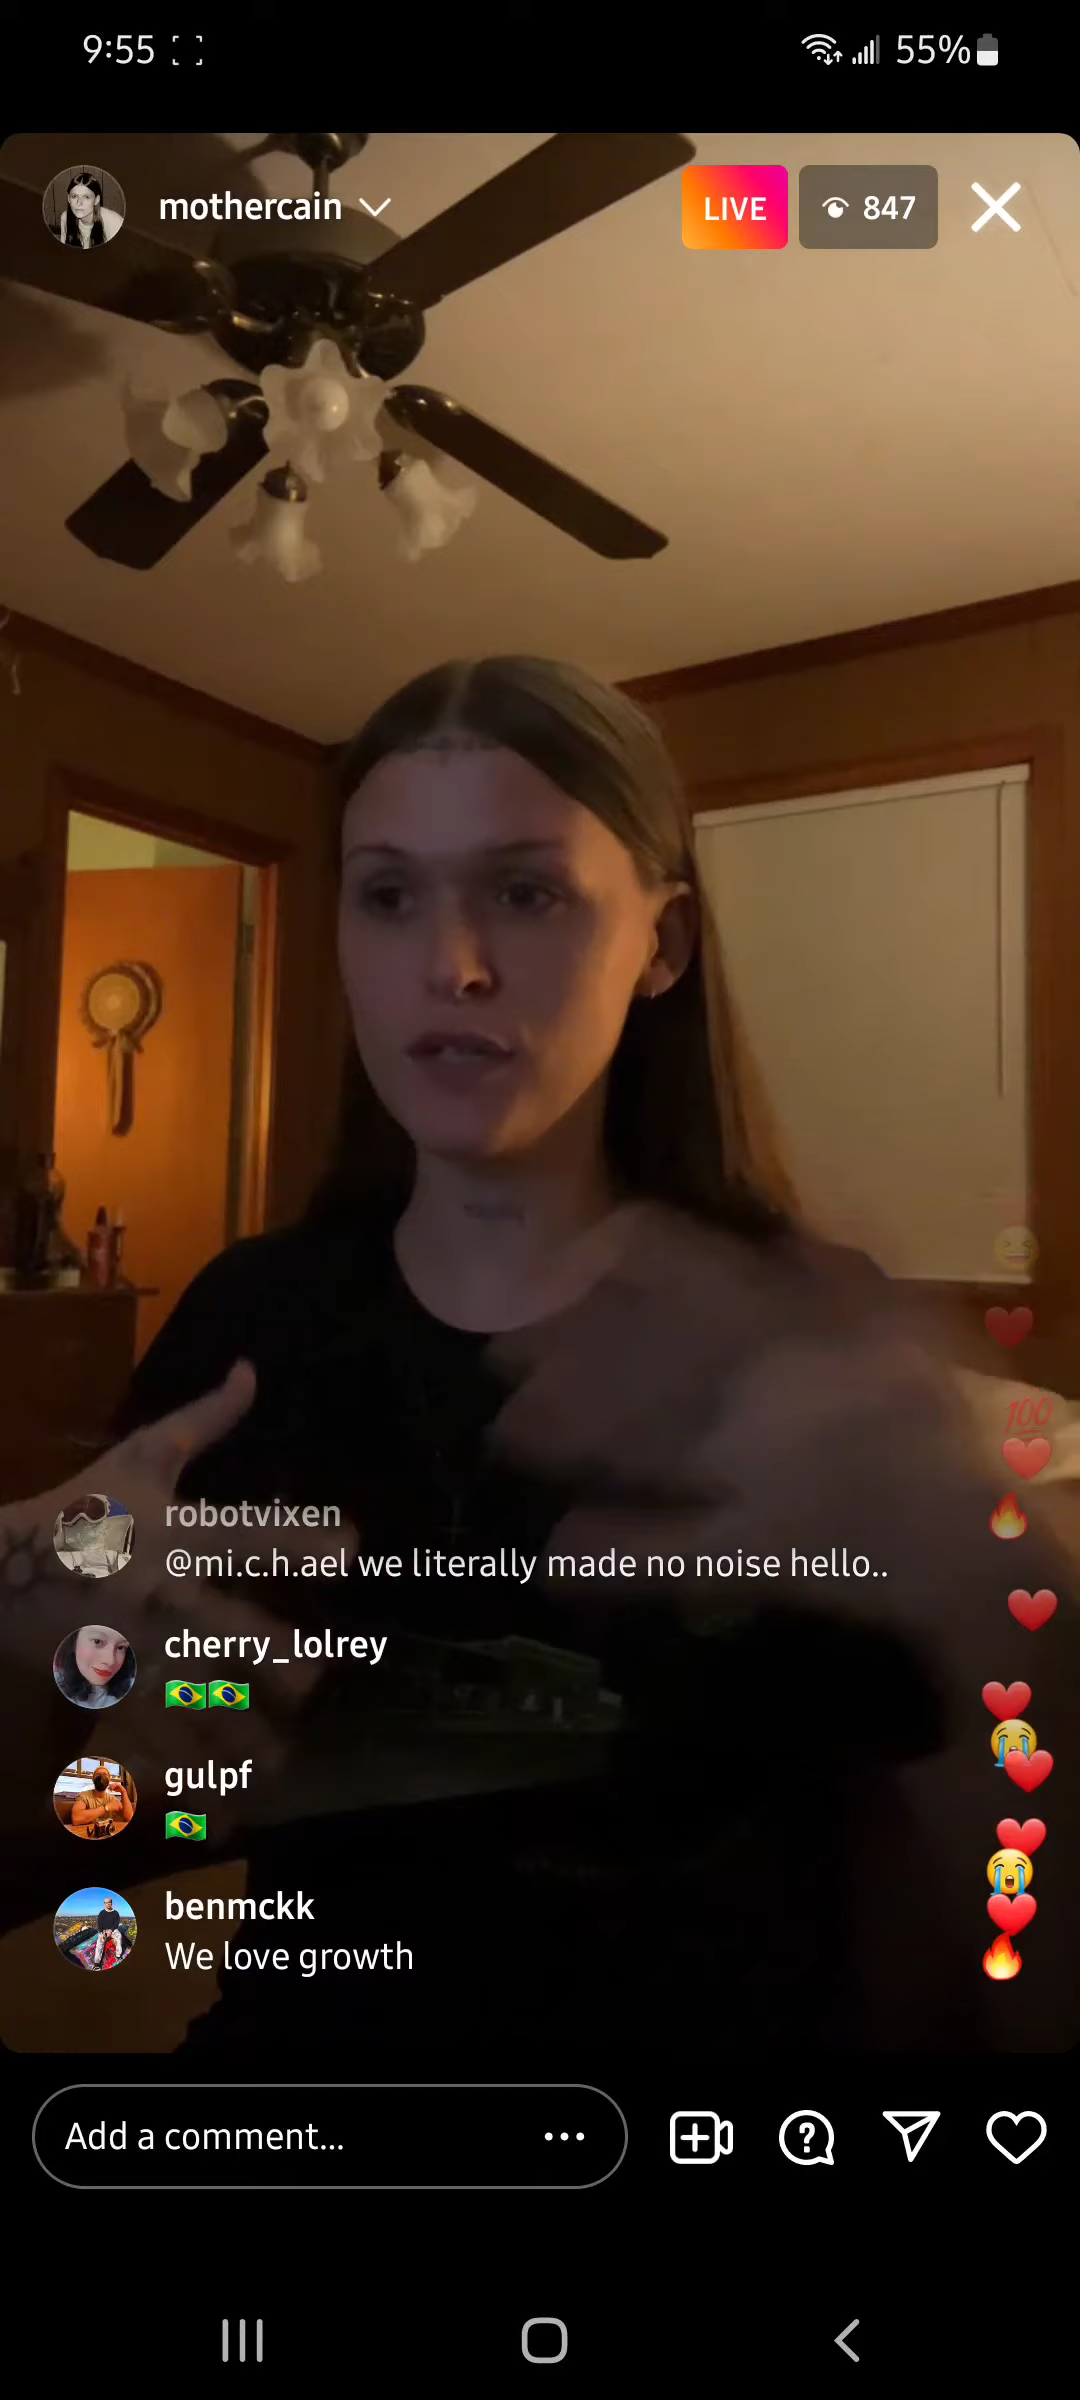 9:55
55%
mothercain
LIVE
847
robotvixen
@mi.c.h.ael we literally made no noise hello..
cherry_lolrey
🇧🇷🇧🇷
gulpf
🇧🇷
benmckk
We love growth
Add a comment...